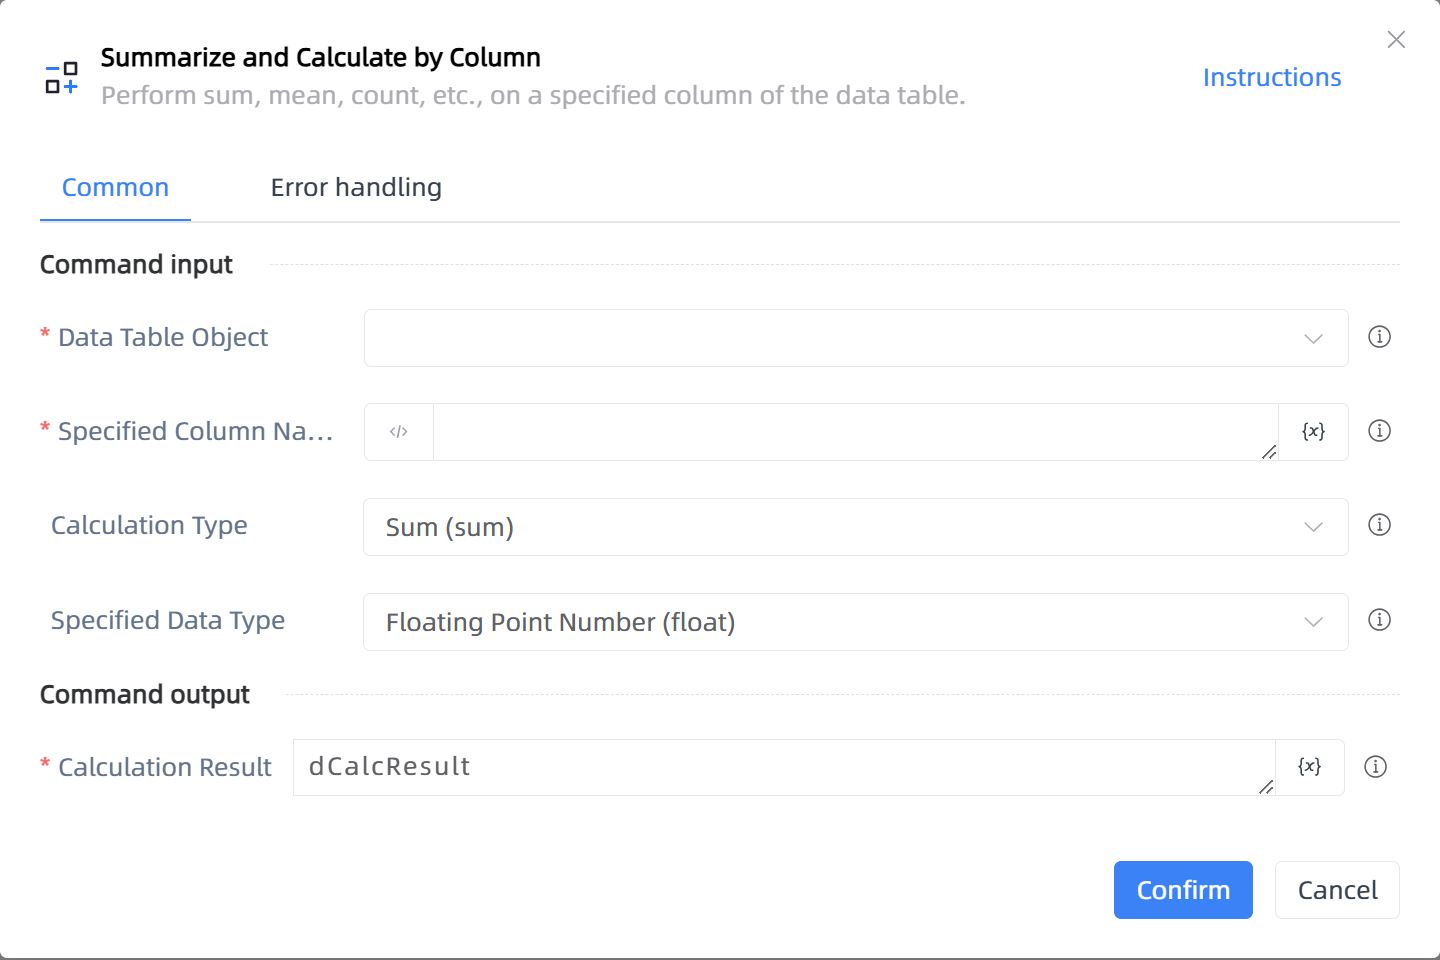 Summarize and Calculate by Column
Perform sum, mean, count, etc., on a specified column of the data table.
Instructions
Common
Error handling
Command input
* Data Table Object
* Specified Column Na...
</>
{x}
Calculation Type
Sum (sum)
Specified Data Type
Floating Point Number (float)
Command output
* Calculation Result
dCalcResult
{x}
Confirm
Cancel